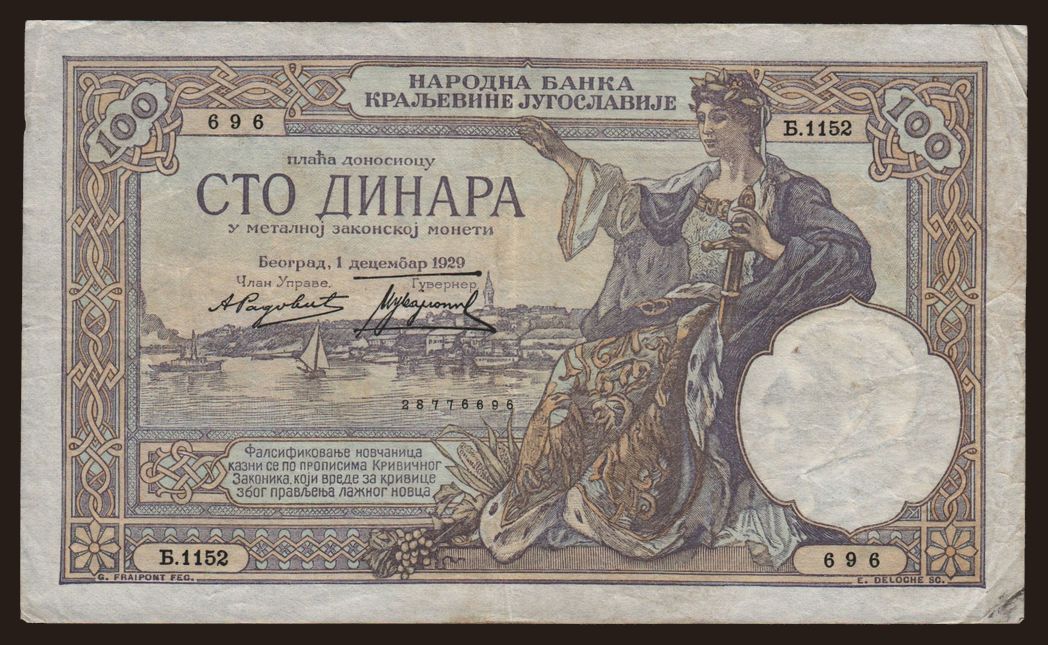 НАРОДНА БАНКА
КРАЉЕВИНЕ ЈУГОСЛАВИЈЕ
100
100
696
Б.1152
плаћа доносиоцу
СТО ДИНАРА
у металној законској монети
Београд, 1 децембар 1929
Члан Управе.
Гувернер
28776696
Фалсификовање новчаница
казни се по прописима Кривичног
Законика, који вреде за кривице
због прављења лажног новца
Б.1152
696
G. FRAIPONT FEC.
E. DELOCHE SC.